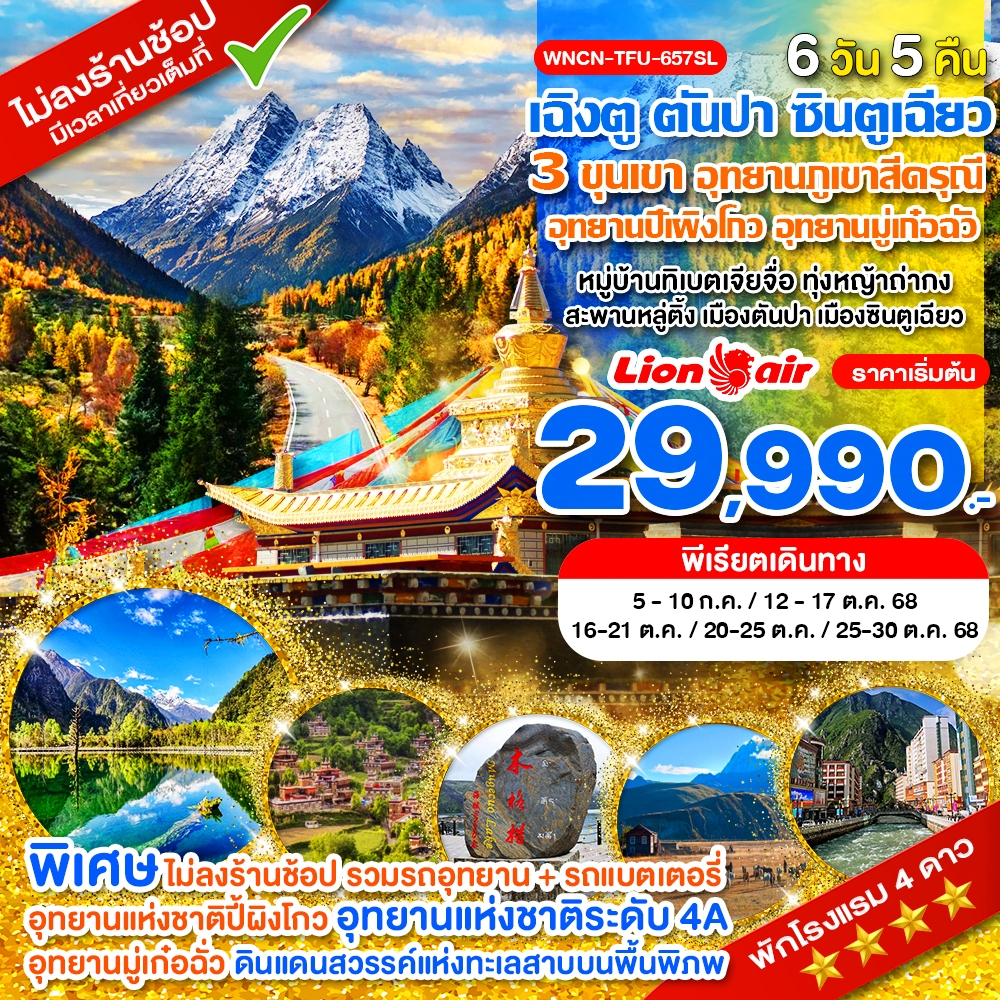 ไม่ลงร้านช้อป
มีเวลาเที่ยวเต็มที่
WNCN-TFU-657SL
6 วัน 5 คืน
เฉิงตู ตันปา ซินตูเฉียว
3 ขุนเขา อุทยานภูเขาสี่ดรุณี
อุทยานปี้เผิงโกว อุทยานมู่เก๋อฉัว
หมู่บ้านทิเบตเจียจื่อ ทุ่งหญ้าถ่ากง
สะพานหลู่ติ้ง เมืองตันปา เมืองซินตูเฉียว
Lion air
ราคาเริ่มต้น
29,990.-
พีเรียตเดินทาง
5 - 10 ก.ค. / 12 - 17 ต.ค. 68
16-21 ต.ค. / 20-25 ต.ค. / 25-30 ต.ค. 68
木格措
พิเศษ ไม่ลงร้านช้อป รวมรถอุทยาน + รถแบตเตอรี่
อุทยานแห่งชาติปี้ผิงโกว อุทยานแห่งชาติระดับ 4A
อุทยานมู่เก๋อฉั่ว ดินแดนสวรรค์แห่งทะเลสาบบนพื้นพิภพ
พักโรงแรม 4 ดาว